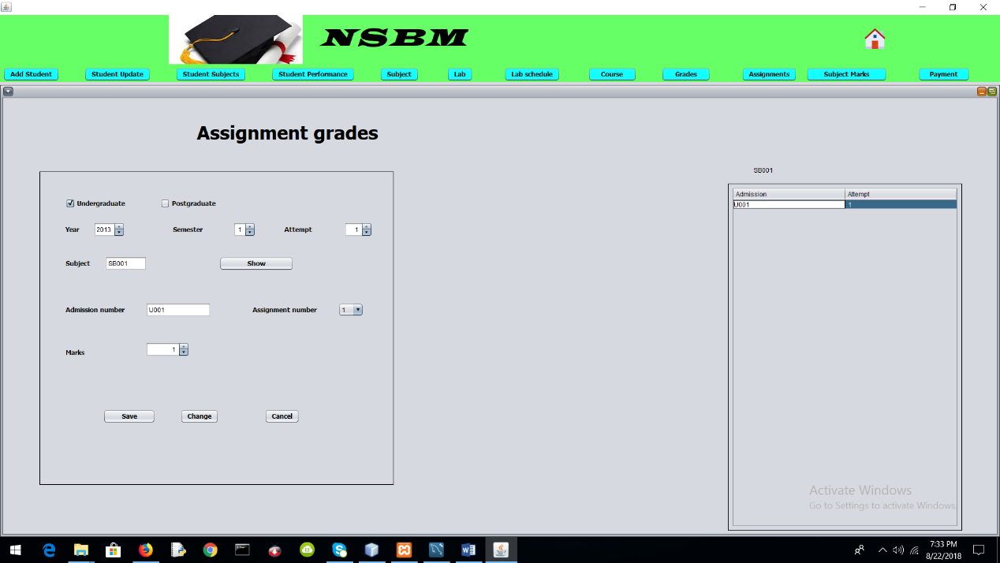 NSBM
Add Student Student Update Student Subjects Student Performance Subject Lab Lab schedule Course Grades Assignments Subject Marks Payment
Assignment grades
SB001
Admission Attempt
U001 1
Undergraduate Postgraduate
Year 2013 Semester 1 Attempt 1
Subject SB001 Show
Admission number U001 Assignment number 1
Marks 1
Save Change Cancel
Activate Windows
Go to Settings to activate Windows.
7:33 PM
8/22/2018